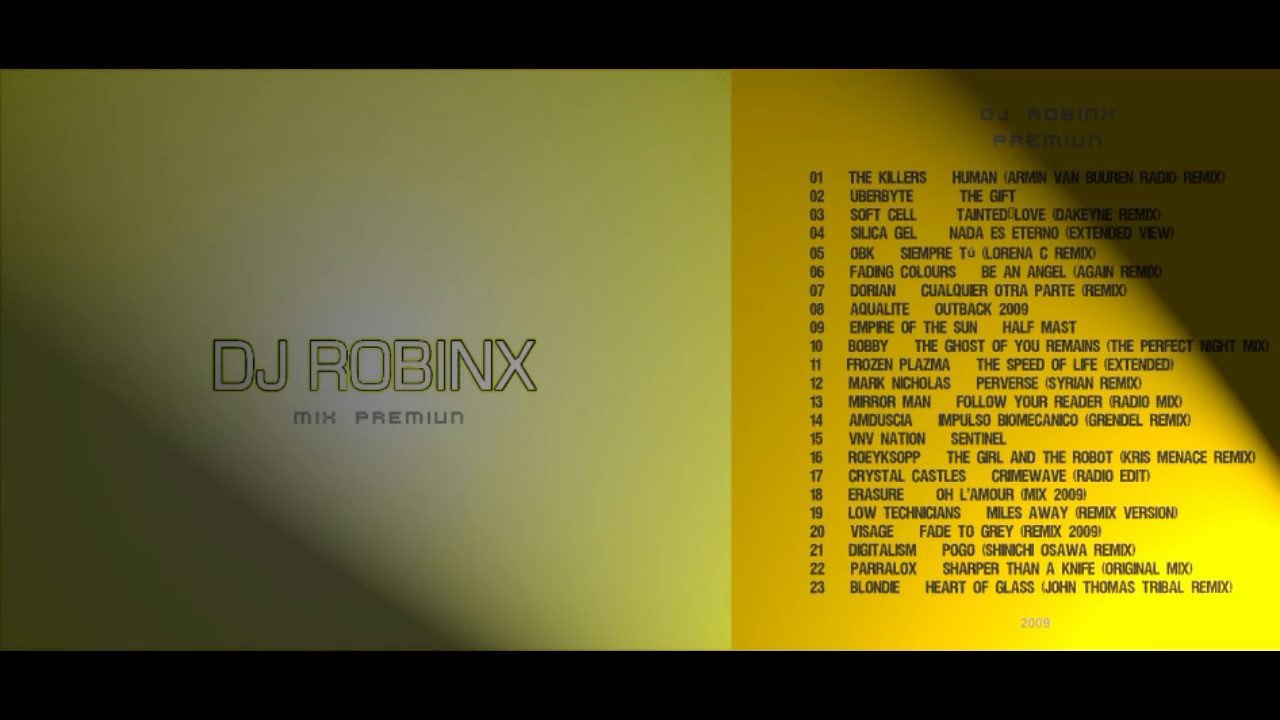 DJ ROBINX
MIX PREMIUN
DJ ROBINX
PREMIUN
01 THE KILLERS HUMAN (ARMIN VAN BUUREN RADIO REMIX)
02 UBERBYTE THE GIFT
03 SOFT CELL TAINTED▯LOVE (DAKEYNE REMIX)
04 SILICA GEL NADA ES ETERNO (EXTENDED VIEW)
05 OBK SIEMPRE Tú (LORENA C REMIX)
06 FADING COLOURS BE AN ANGEL (AGAIN REMIX)
07 DORIAN CUALQUIER OTRA PARTE (REMIX)
08 AQUALITE OUTBACK 2009
09 EMPIRE OF THE SUN HALF MAST
10 BOBBY THE GHOST OF YOU REMAINS (THE PERFECT NIGHT MIX)
11 FROZEN PLAZMA THE SPEED OF LIFE (EXTENDED)
12 MARK NICHOLAS PERVERSE (SYRIAN REMIX)
13 MIRROR MAN FOLLOW YOUR READER (RADIO MIX)
14 AMDUSCIA IMPULSO BIOMECANICO (GRENDEL REMIX)
15 VNV NATION SENTINEL
16 ROEYKSOPP THE GIRL AND THE ROBOT (KRIS MENACE REMIX)
17 CRYSTAL CASTLES CRIMEWAVE (RADIO EDIT)
18 ERASURE OH L'AMOUR (MIX 2009)
19 LOW TECHNICIANS MILES AWAY (REMIX VERSION)
20 VISAGE FADE TO GREY (REMIX 2009)
21 DIGITALISM POGO (SHINICHI OSAWA REMIX)
22 PARRALOX SHARPER THAN A KNIFE (ORIGINAL MIX)
23 BLONDIE HEART OF GLASS (JOHN THOMAS TRIBAL REMIX)
2009